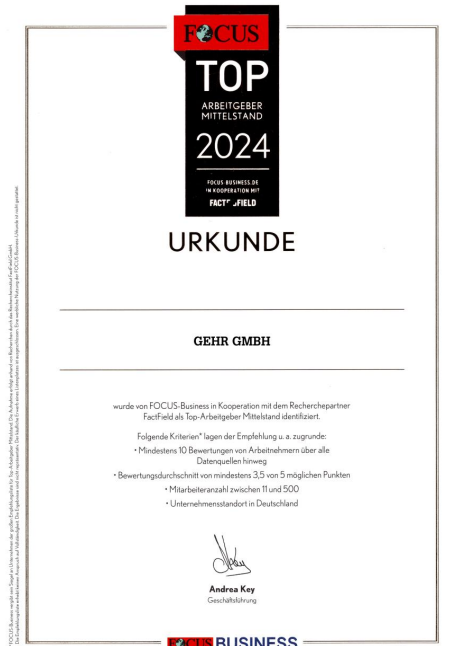 FOCUS
TOP
ARBEITGEBER
MITTELSTAND
2024
FOCUS BUSINESS.DE
IN KOOPERATION MIT
FACTFIELD
URKUNDE
GEHR GMBH
wurde von FOCUS-Business in Kooperation mit dem Recherchepartner
FactField als Top-Arbeitgeber Mittelstand identifiziert.
Folgende Kriterien* lagen der Empfehlung u. a. zugrunde:
• Mindestens 10 Bewertungen von Arbeitnehmern über alle
Datenquellen hinweg
• Bewertungsdurchschnitt von mindestens 3,5 von 5 möglichen Punkten
• Mitarbeiteranzahl zwischen 11 und 500
• Unternehmensstandort in Deutschland
Andrea Key
Geschäftsführung
FOCUS BUSINESS